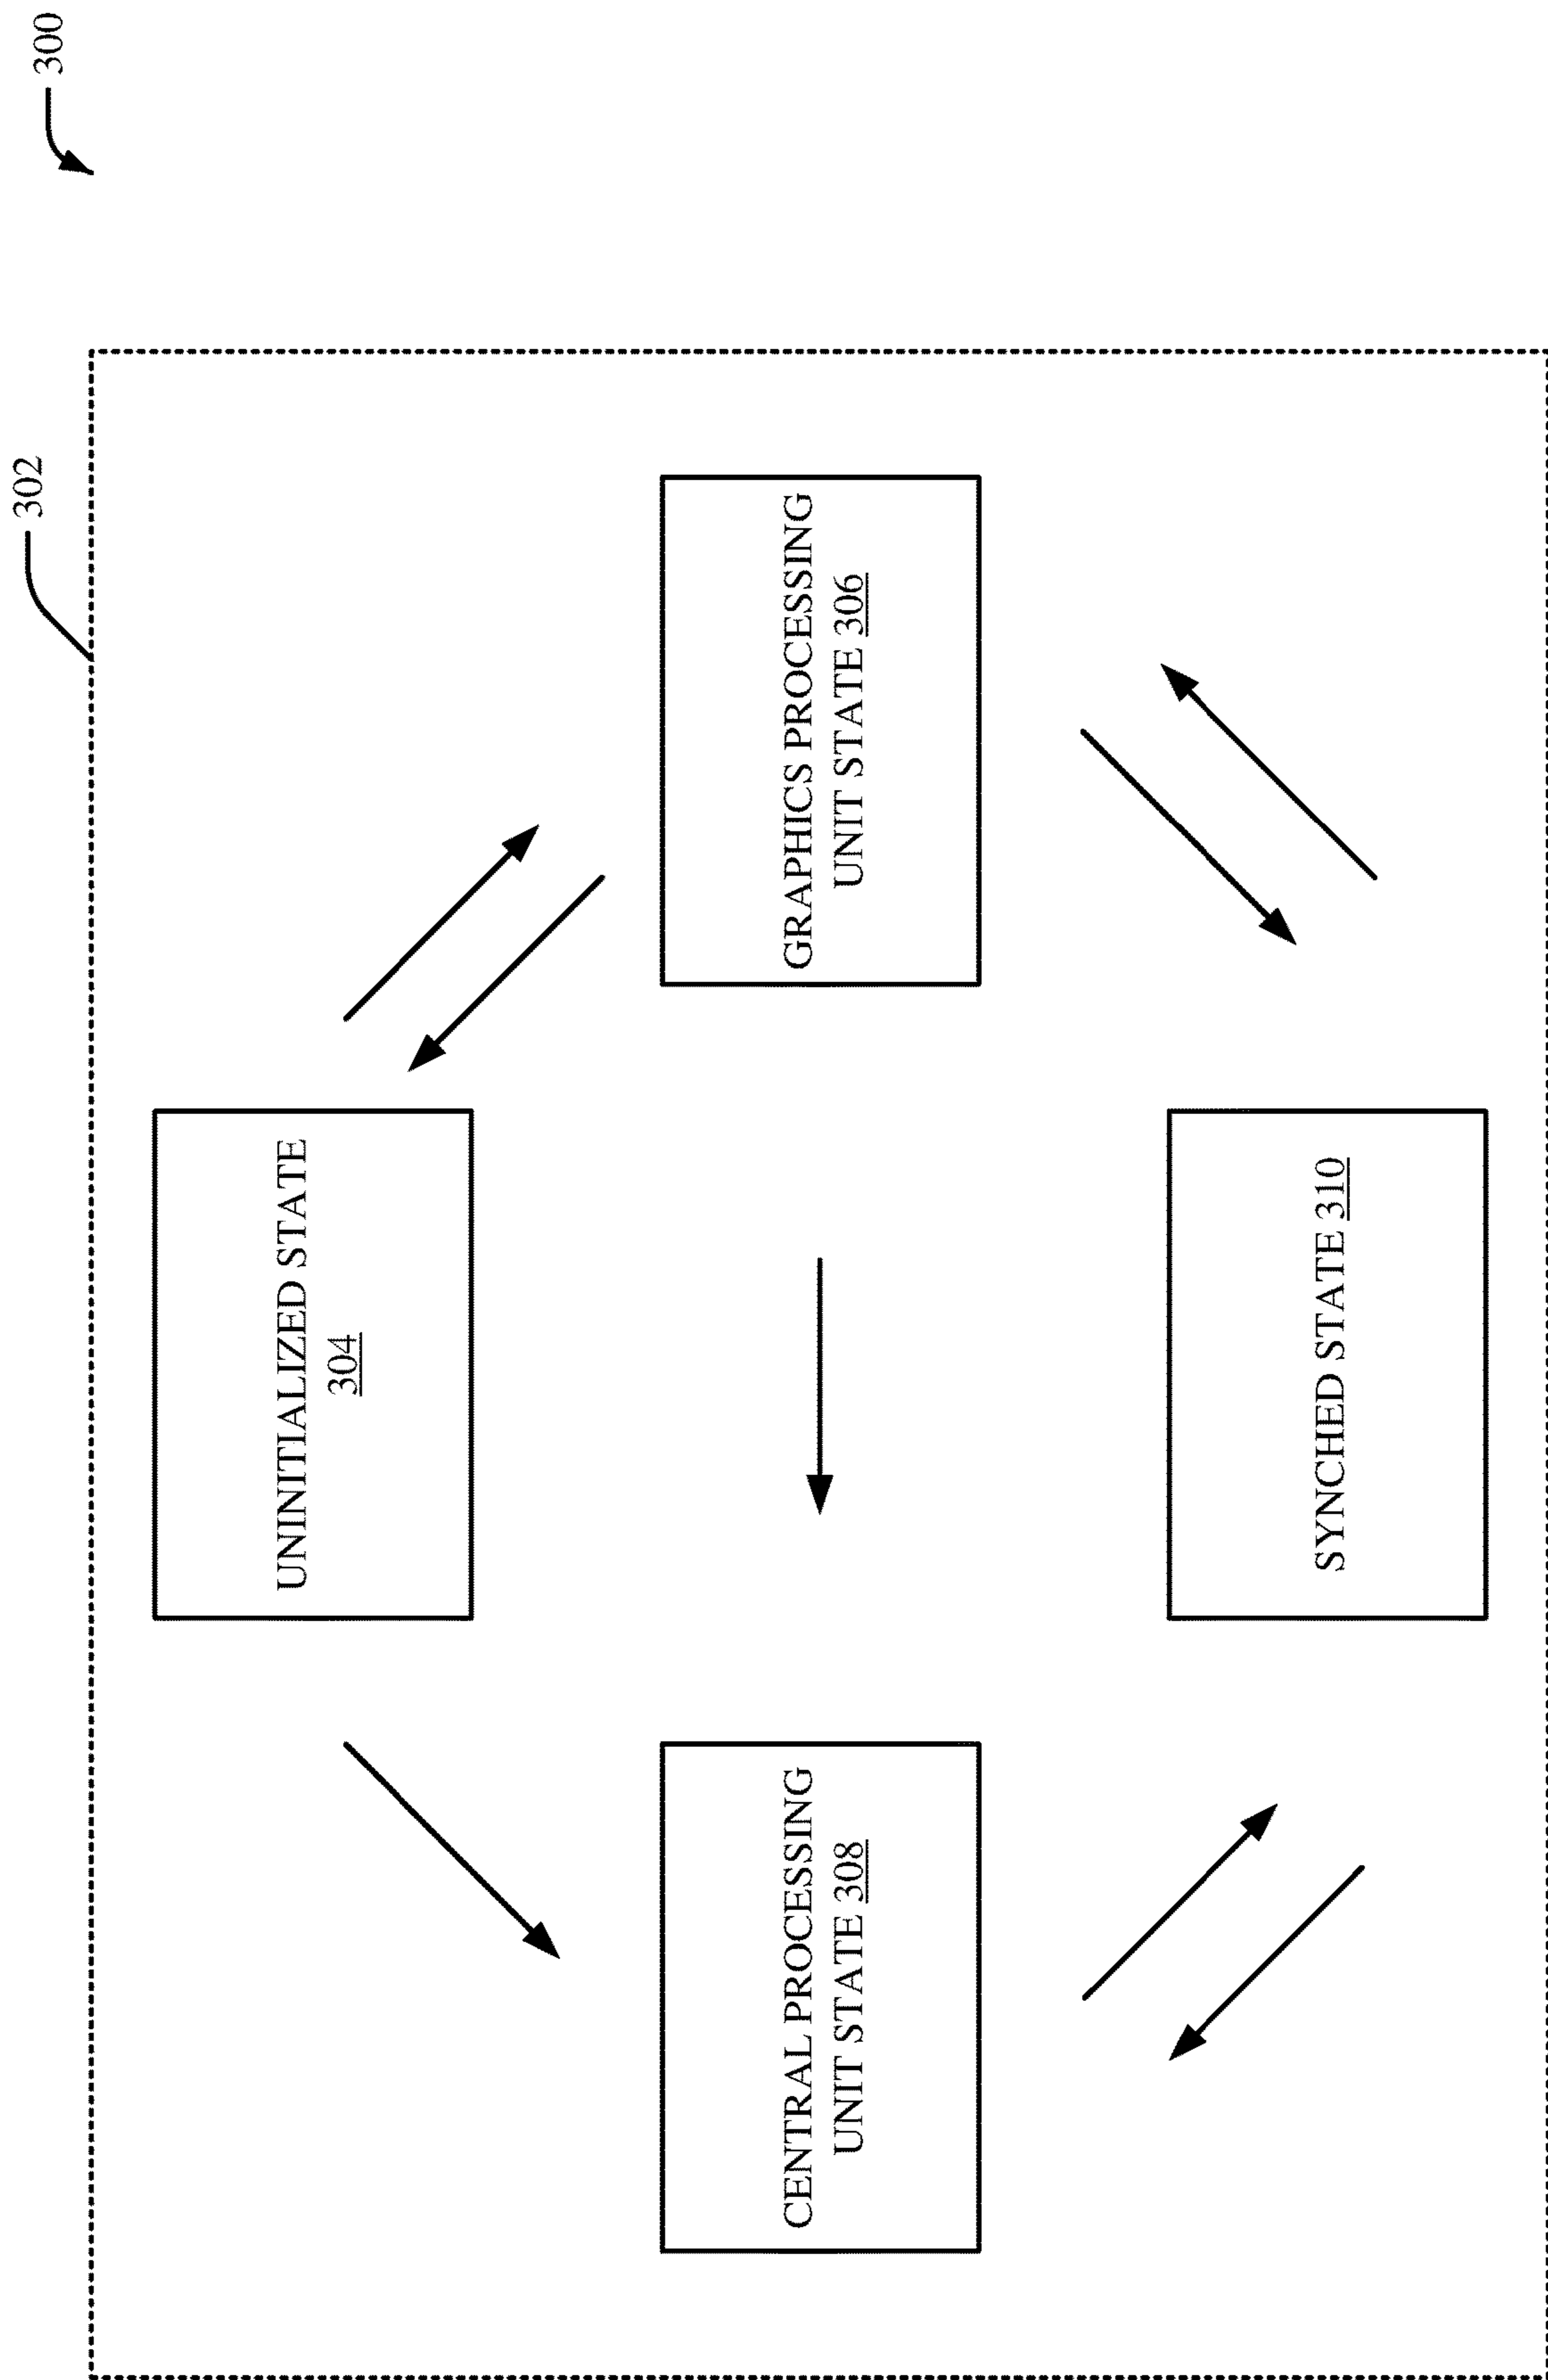 300
302
UNINITIALIZED STATE
304
CENTRAL PROCESSING
UNIT STATE 308
GRAPHICS PROCESSING
UNIT STATE 306
SYNCHED STATE 310